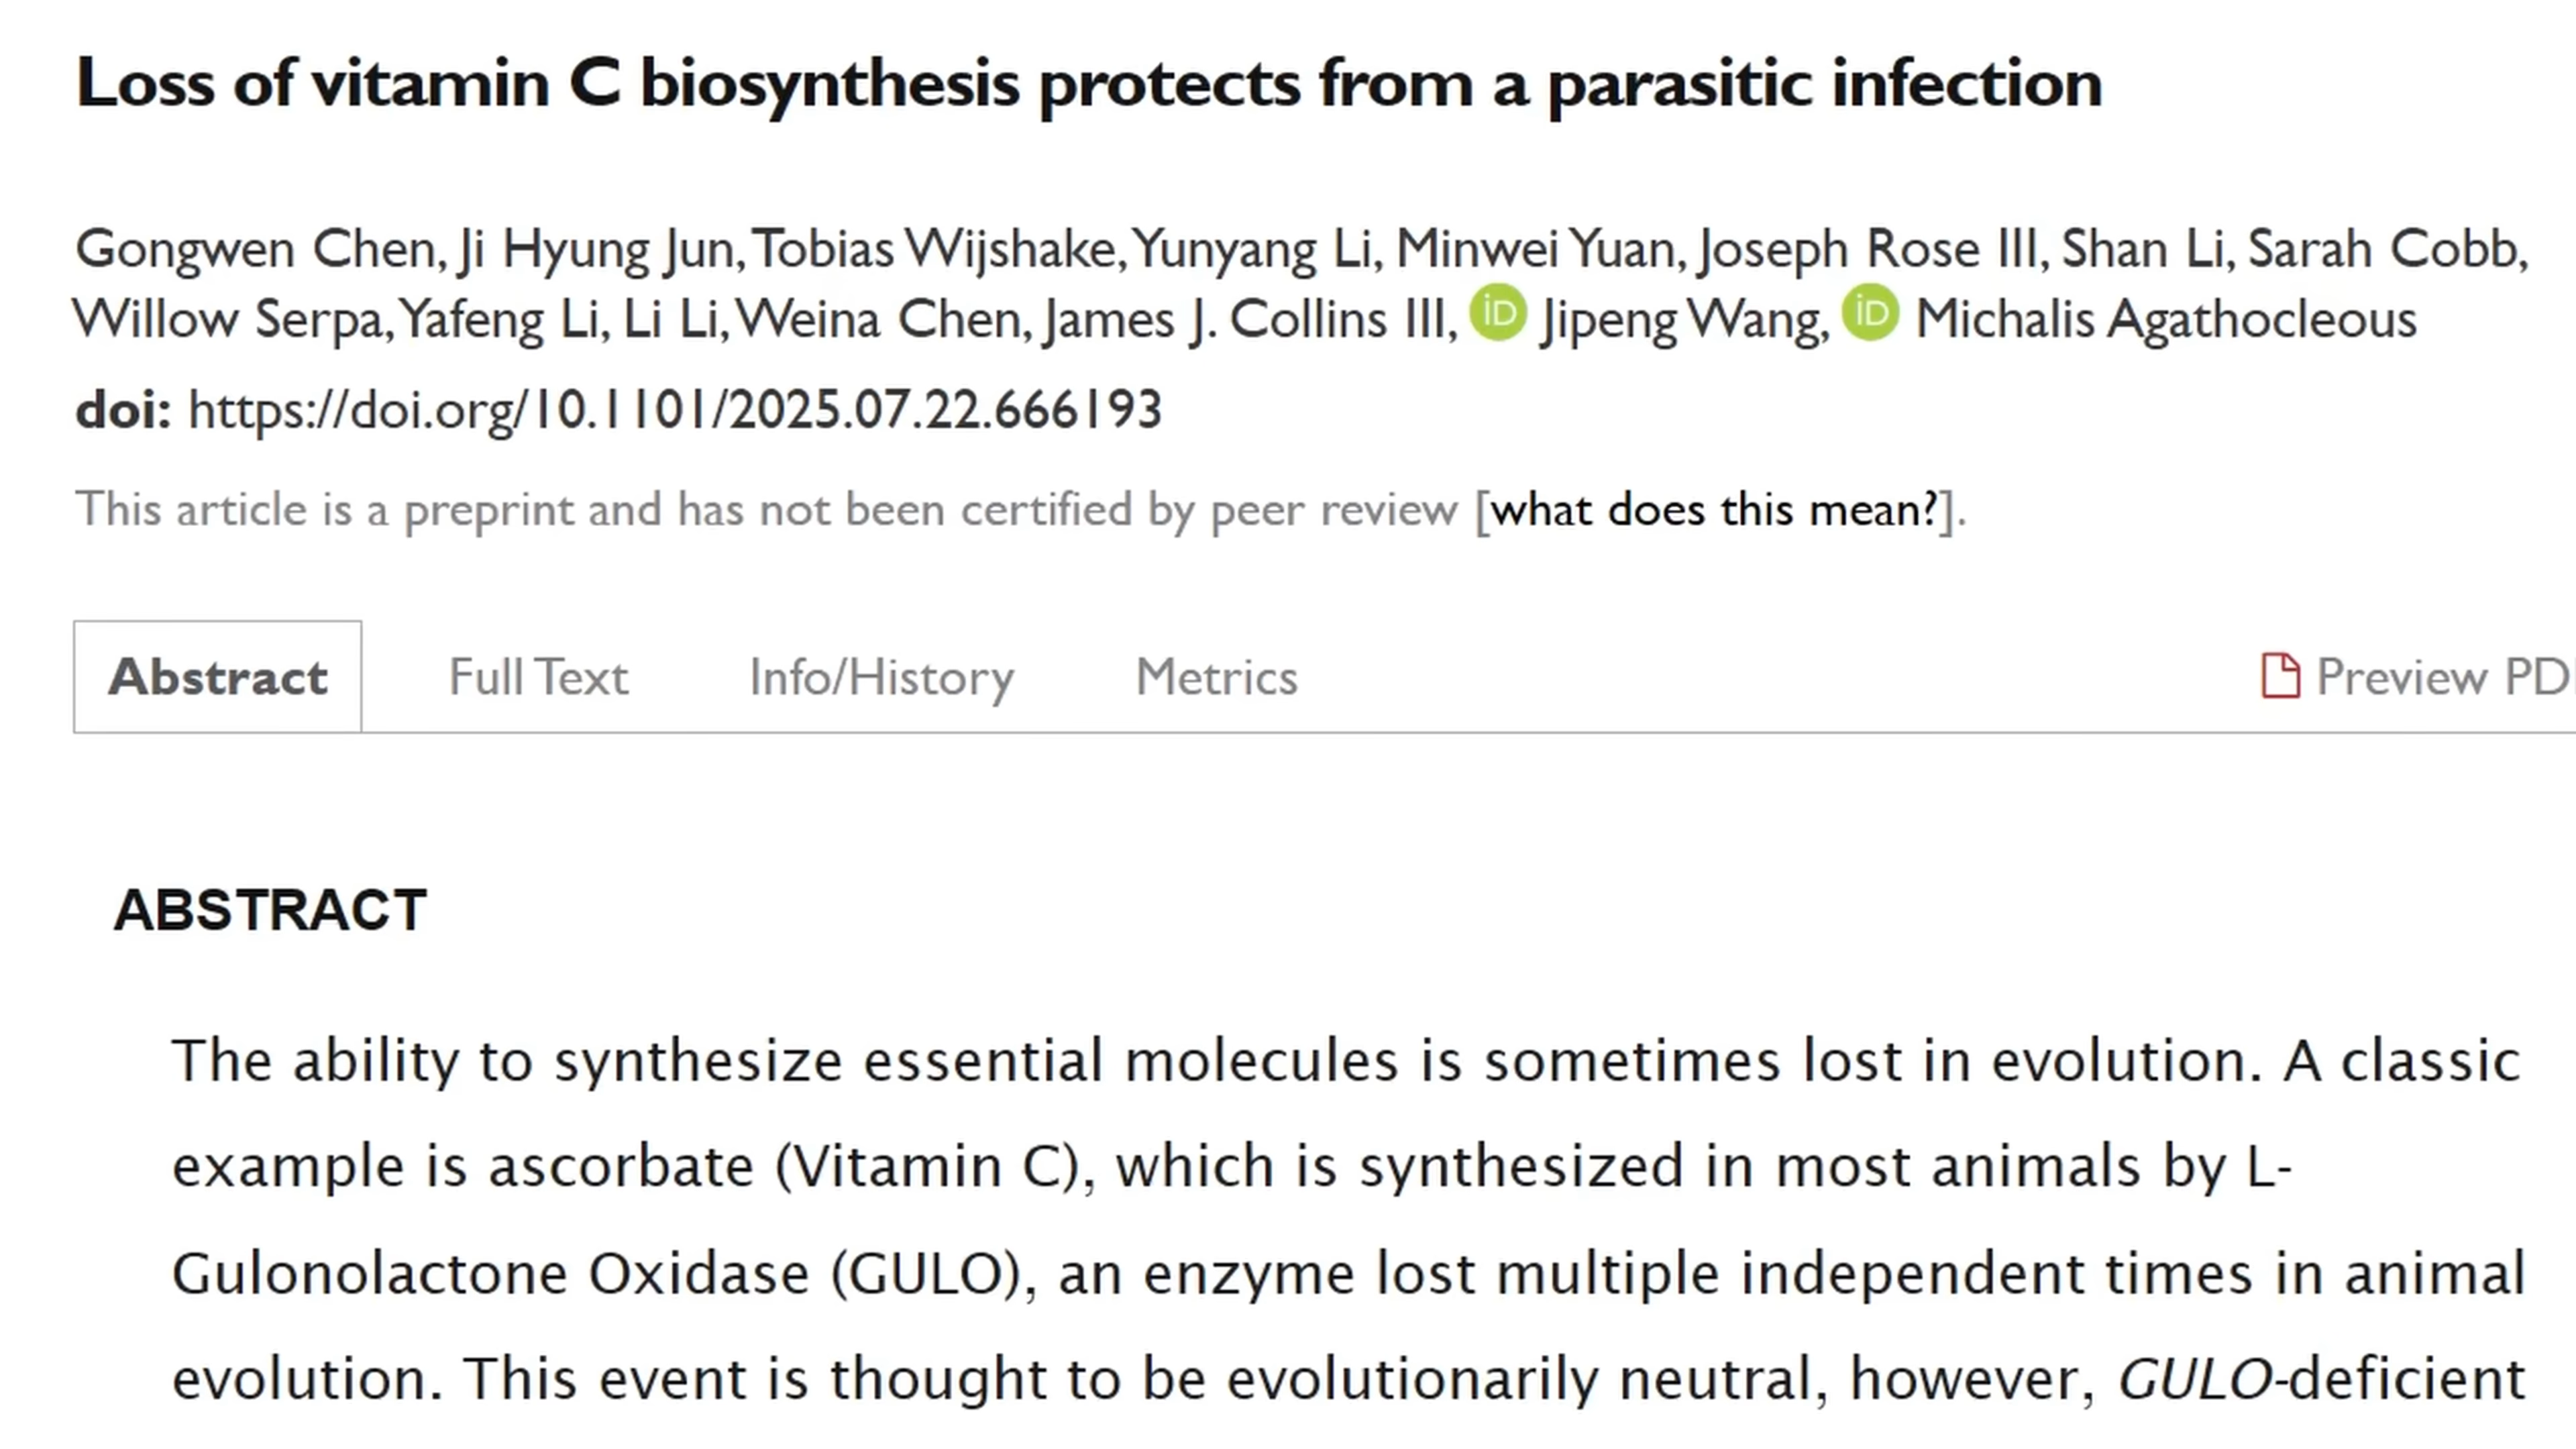 Loss of vitamin C biosynthesis protects from a parasitic infection
Gongwen Chen, Ji Hyung Jun, Tobias Wijshake, Yunyang Li, Minwei Yuan, Joseph Rose III, Shan Li, Sarah Cobb,
Willow Serpa, Yafeng Li, Li Li, Weina Chen, James J. Collins III, iD Jipeng Wang, iD Michalis Agathocleous
doi: https://doi.org/10.1101/2025.07.22.666193
This article is a preprint and has not been certified by peer review [what does this mean?].
Abstract Full Text Info/History Metrics Preview PD
ABSTRACT
The ability to synthesize essential molecules is sometimes lost in evolution. A classic
example is ascorbate (Vitamin C), which is synthesized in most animals by L-
Gulonolactone Oxidase (GULO), an enzyme lost multiple independent times in animal
evolution. This event is thought to be evolutionarily neutral, however, GULO-deficient